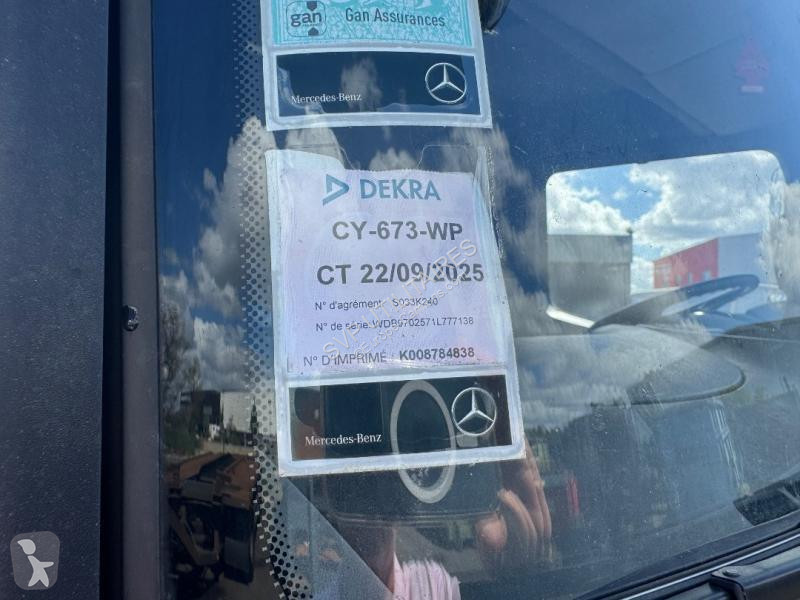 gan
Gan Assurances
Mercedes-Benz
DEKRA
CY-673-WP
CT 22/09/2025
N° d'agrément: S033K240
N° de série: WDB9702571L777138
N° D'IMPRIMÉ : K008784838
Mercedes-Benz